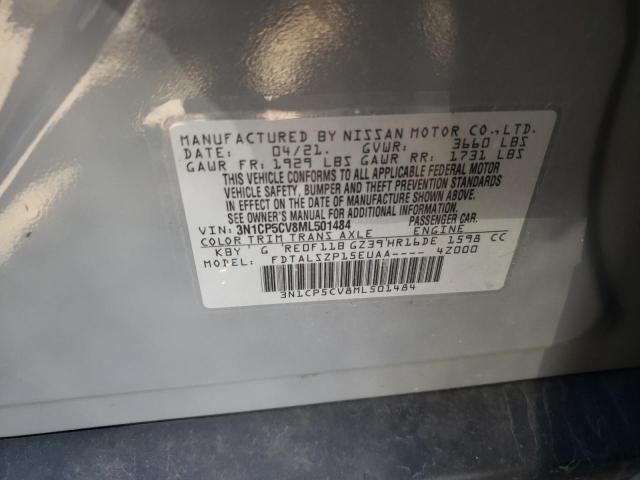 MANUFACTURED BY NISSAN MOTOR CO., LTD.
DATE: 04/21. GVWR: 3660 LBS
GAWR FR: 1929 LBS GAWR RR: 1731 LBS
THIS VEHICLE CONFORMS TO ALL APPLICABLE FEDERAL MOTOR
VEHICLE SAFETY, BUMPER AND THEFT PREVENTION STANDARDS
IN EFFECT ON THE DATE OF MANUFACTURE SHOWN ABOVE.
SEE OWNER'S MANUAL FOR ADDITIONAL INFORMATION.
VIN: 3N1CP5CV8ML501484 PASSENGER CAR.
COLOR TRIM TRANS AXLE ENGINE
KBY G RE0F11B GZ39 HR16DE 1598 CC
MODEL: FDTALSZP15EUAA---- 42000
3N1CP5CV8ML501484